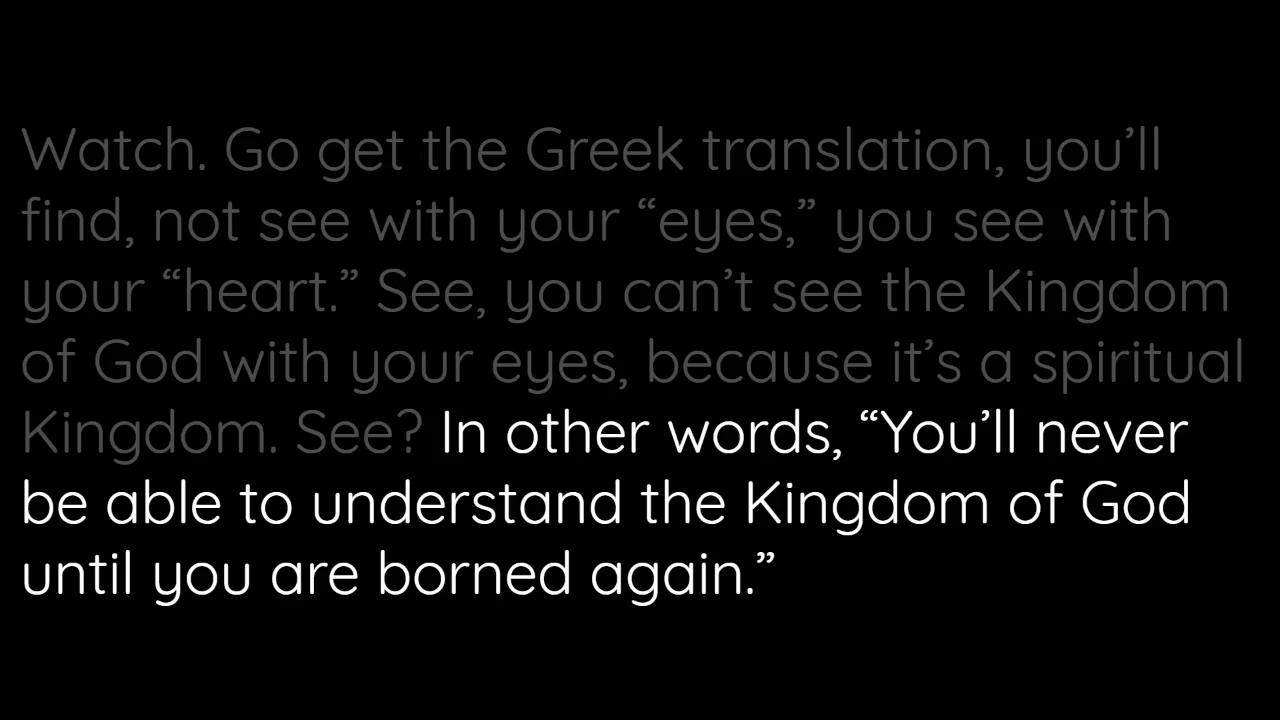 Watch. Go get the Greek translation, you’ll
find, not see with your “eyes,” you see with
your “heart.” See, you can’t see the Kingdom
of God with your eyes, because it’s a spiritual
Kingdom. See? In other words, “You’ll never
be able to understand the Kingdom of God
until you are borned again.”